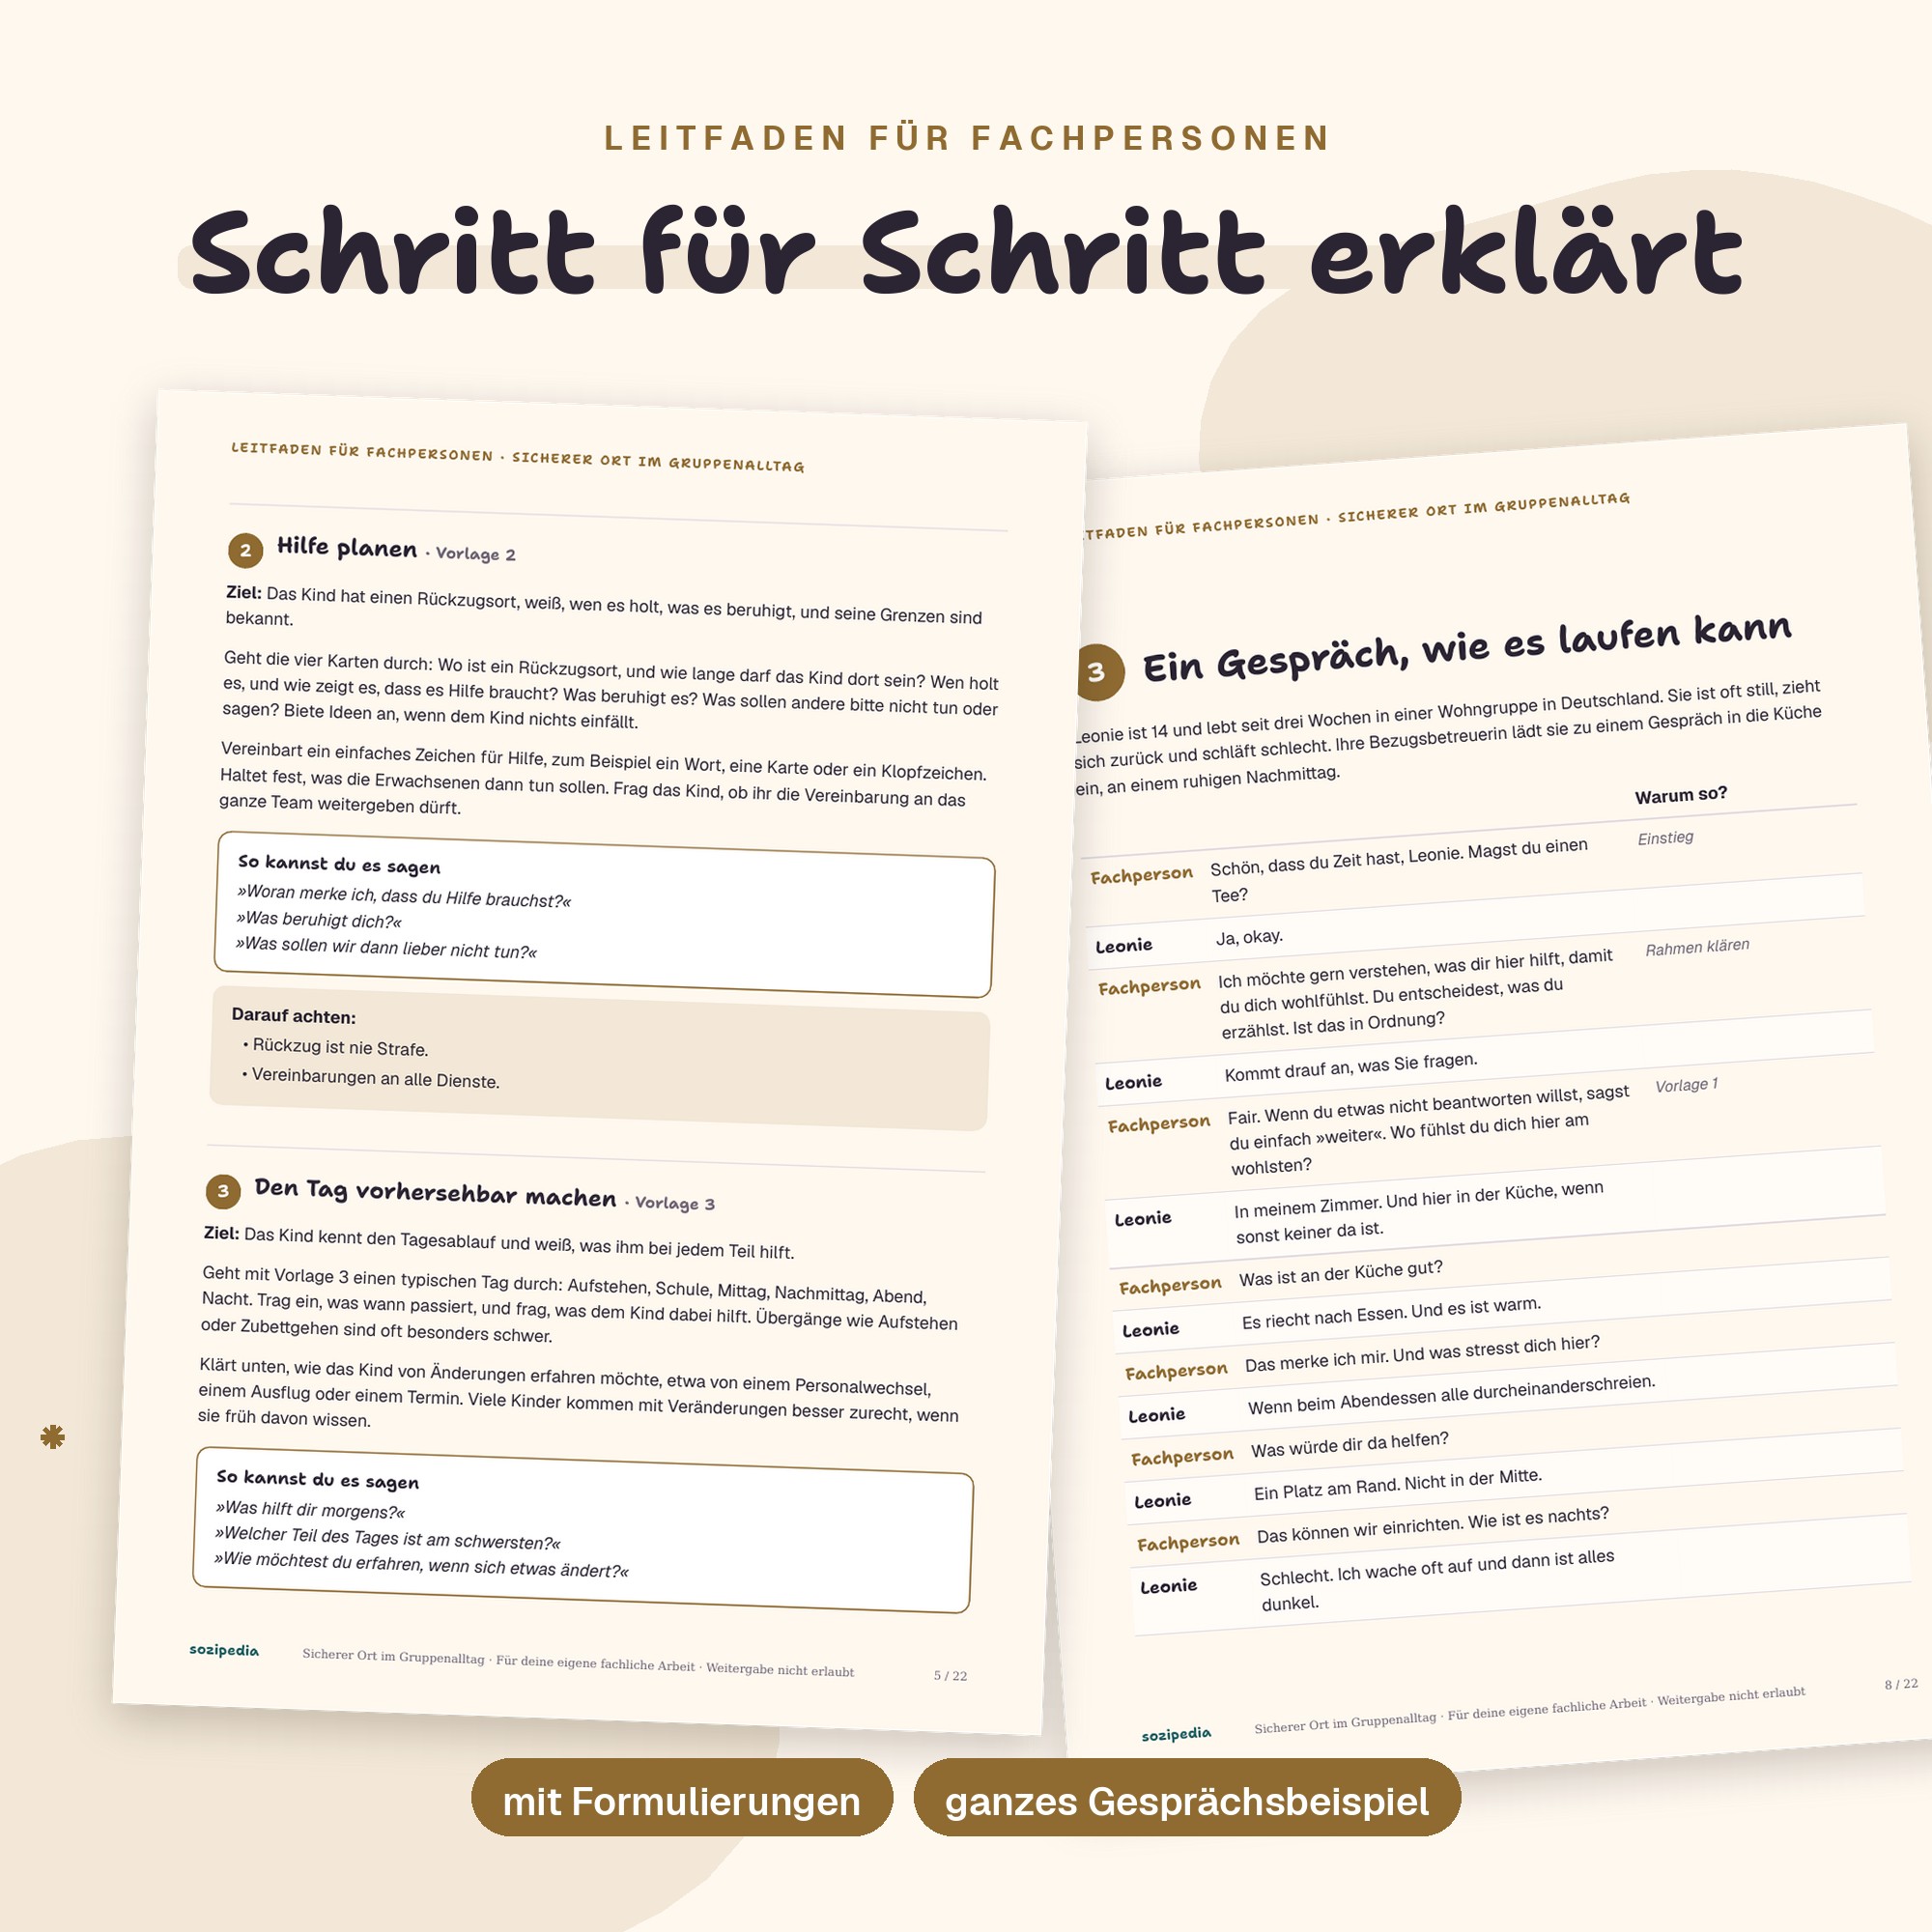 LEITFADEN FÜR FACHPERSONEN
Schritt für Schritt erklärt
LEITFADEN FÜR FACHPERSONEN · SICHERER ORT IM GRUPPENALLTAG
2 Hilfe planen · Vorlage 2
Ziel: Das Kind hat einen Rückzugsort, weiß, wen es holt, was es beruhigt, und seine Grenzen sind
bekannt.
Geht die vier Karten durch: Wo ist ein Rückzugsort, und wie lange darf das Kind dort sein? Wen holt
es, und wie zeigt es, dass es Hilfe braucht? Was beruhigt es? Was sollen andere bitte nicht tun oder
sagen? Biete Ideen an, wenn dem Kind nichts einfällt.
Vereinbart ein einfaches Zeichen für Hilfe, zum Beispiel ein Wort, eine Karte oder ein Klopfzeichen.
Haltet fest, was die Erwachsenen dann tun sollen. Frag das Kind, ob ihr die Vereinbarung an das
ganze Team weitergeben dürft.
So kannst du es sagen
»Woran merke ich, dass du Hilfe brauchst?«
»Was beruhigt dich?«
»Was sollen wir dann lieber nicht tun?«
Darauf achten:
• Rückzug ist nie Strafe.
• Vereinbarungen an alle Dienste.
3 Den Tag vorhersehbar machen · Vorlage 3
Ziel: Das Kind kennt den Tagesablauf und weiß, was ihm bei jedem Teil hilft.
Geht mit Vorlage 3 einen typischen Tag durch: Aufstehen, Schule, Mittag, Nachmittag, Abend,
Nacht. Trag ein, was wann passiert, und frag, was dem Kind dabei hilft. Übergänge wie Aufstehen
oder Zubettgehen sind oft besonders schwer.
Klärt unten, wie das Kind von Änderungen erfahren möchte, etwa von einem Personalwechsel,
einem Ausflug oder einem Termin. Viele Kinder kommen mit Veränderungen besser zurecht, wenn
sie früh davon wissen.
So kannst du es sagen
»Was hilft dir morgens?«
»Welcher Teil des Tages ist am schwersten?«
»Wie möchtest du erfahren, wenn sich etwas ändert?«
sozipedia Sicherer Ort im Gruppenalltag · Für deine eigene fachliche Arbeit · Weitergabe nicht erlaubt 5 / 22
TFADEN FÜR FACHPERSONEN · SICHERER ORT IM GRUPPENALLTAG
3 Ein Gespräch, wie es laufen kann
Leonie ist 14 und lebt seit drei Wochen in einer Wohngruppe in Deutschland. Sie ist oft still, zieht
sich zurück und schläft schlecht. Ihre Bezugsbetreuerin lädt sie zu einem Gespräch in die Küche
ein, an einem ruhigen Nachmittag.
Warum so?
Fachperson Schön, dass du Zeit hast, Leonie. Magst du einen Einstieg
Tee?
Leonie Ja, okay.
Fachperson Ich möchte gern verstehen, was dir hier hilft, damit Rahmen klären
du dich wohlfühlst. Du entscheidest, was du
erzählst. Ist das in Ordnung?
Leonie Kommt drauf an, was Sie fragen.
Fachperson Fair. Wenn du etwas nicht beantworten willst, sagst Vorlage 1
du einfach »weiter«. Wo fühlst du dich hier am
wohlsten?
Leonie In meinem Zimmer. Und hier in der Küche, wenn
sonst keiner da ist.
Fachperson Was ist an der Küche gut?
Leonie Es riecht nach Essen. Und es ist warm.
Fachperson Das merke ich mir. Und was stresst dich hier?
Leonie Wenn beim Abendessen alle durcheinanderschreien.
Fachperson Was würde dir da helfen?
Leonie Ein Platz am Rand. Nicht in der Mitte.
Fachperson Das können wir einrichten. Wie ist es nachts?
Leonie Schlecht. Ich wache oft auf und dann ist alles
dunkel.
sozipedia Sicherer Ort im Gruppenalltag · Für deine eigene fachliche Arbeit · Weitergabe nicht erlaubt 8 / 22
mit Formulierungen
ganzes Gesprächsbeispiel